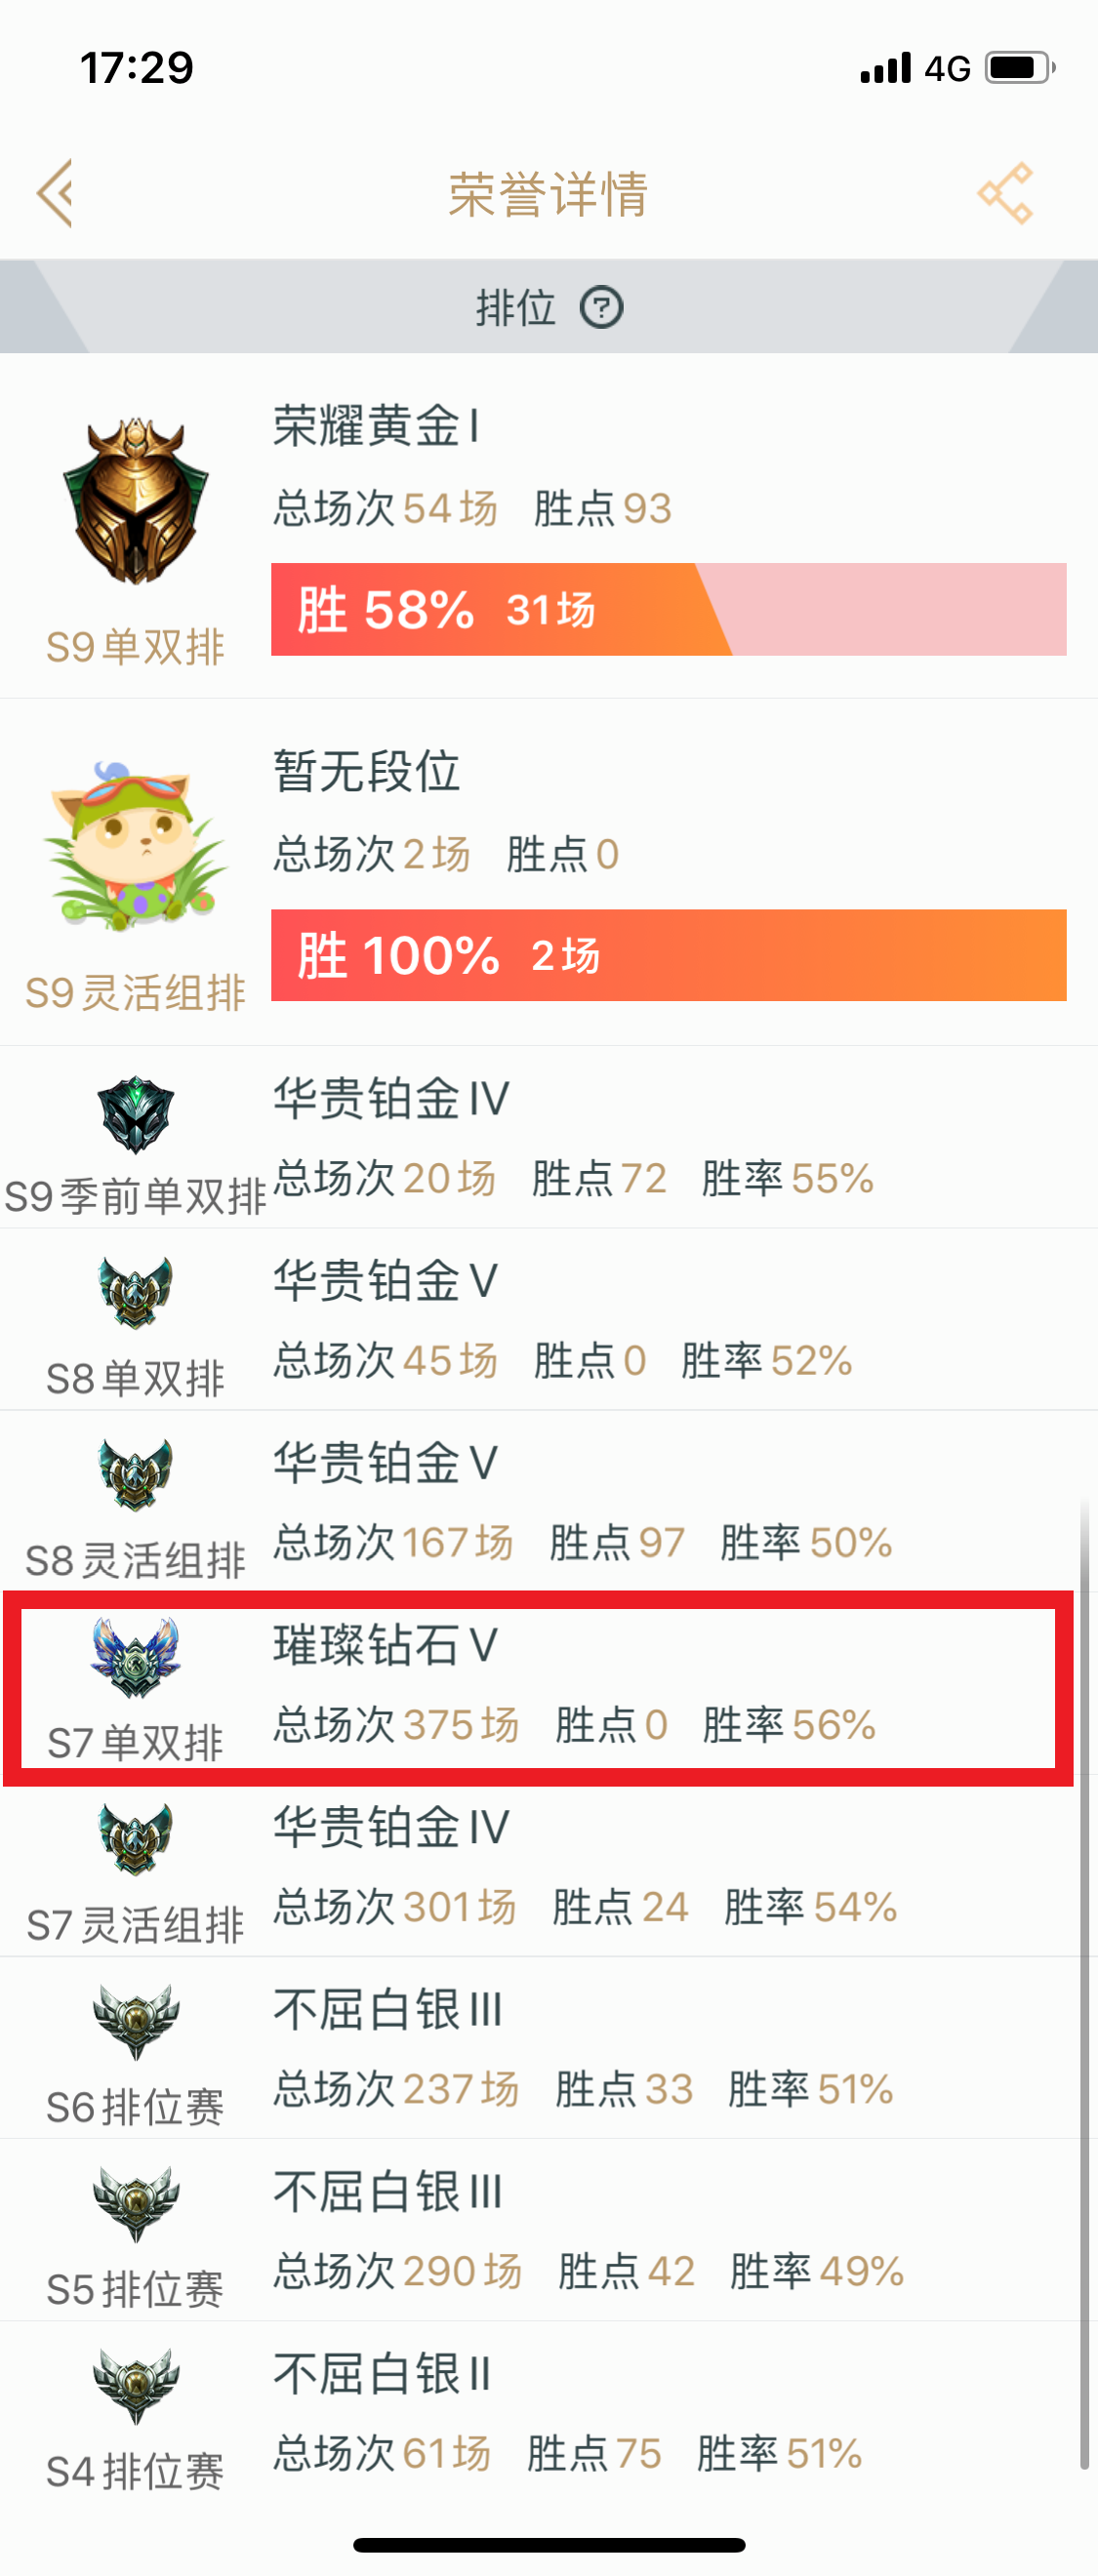 17:29 4G
荣誉详情
排位 ?
荣耀黄金 I
总场次 54 场 胜点 93
胜 58% 31 场
S9 单双排
暂无段位
总场次 2 场 胜点 0
胜 100% 2 场
S9 灵活组排
华贵铂金 IV
总场次 20 场 胜点 72 胜率 55%
S9 季前单双排
华贵铂金 V
总场次 45 场 胜点 0 胜率 52%
S8 单双排
华贵铂金 V
总场次 167 场 胜点 97 胜率 50%
S8 灵活组排
璀璨钻石 V
总场次 375 场 胜点 0 胜率 56%
S7 单双排
华贵铂金 IV
总场次 301 场 胜点 24 胜率 54%
S7 灵活组排
不屈白银 III
总场次 237 场 胜点 33 胜率 51%
S6 排位赛
不屈白银 III
总场次 290 场 胜点 42 胜率 49%
S5 排位赛
不屈白银 II
总场次 61 场 胜点 75 胜率 51%
S4 排位赛